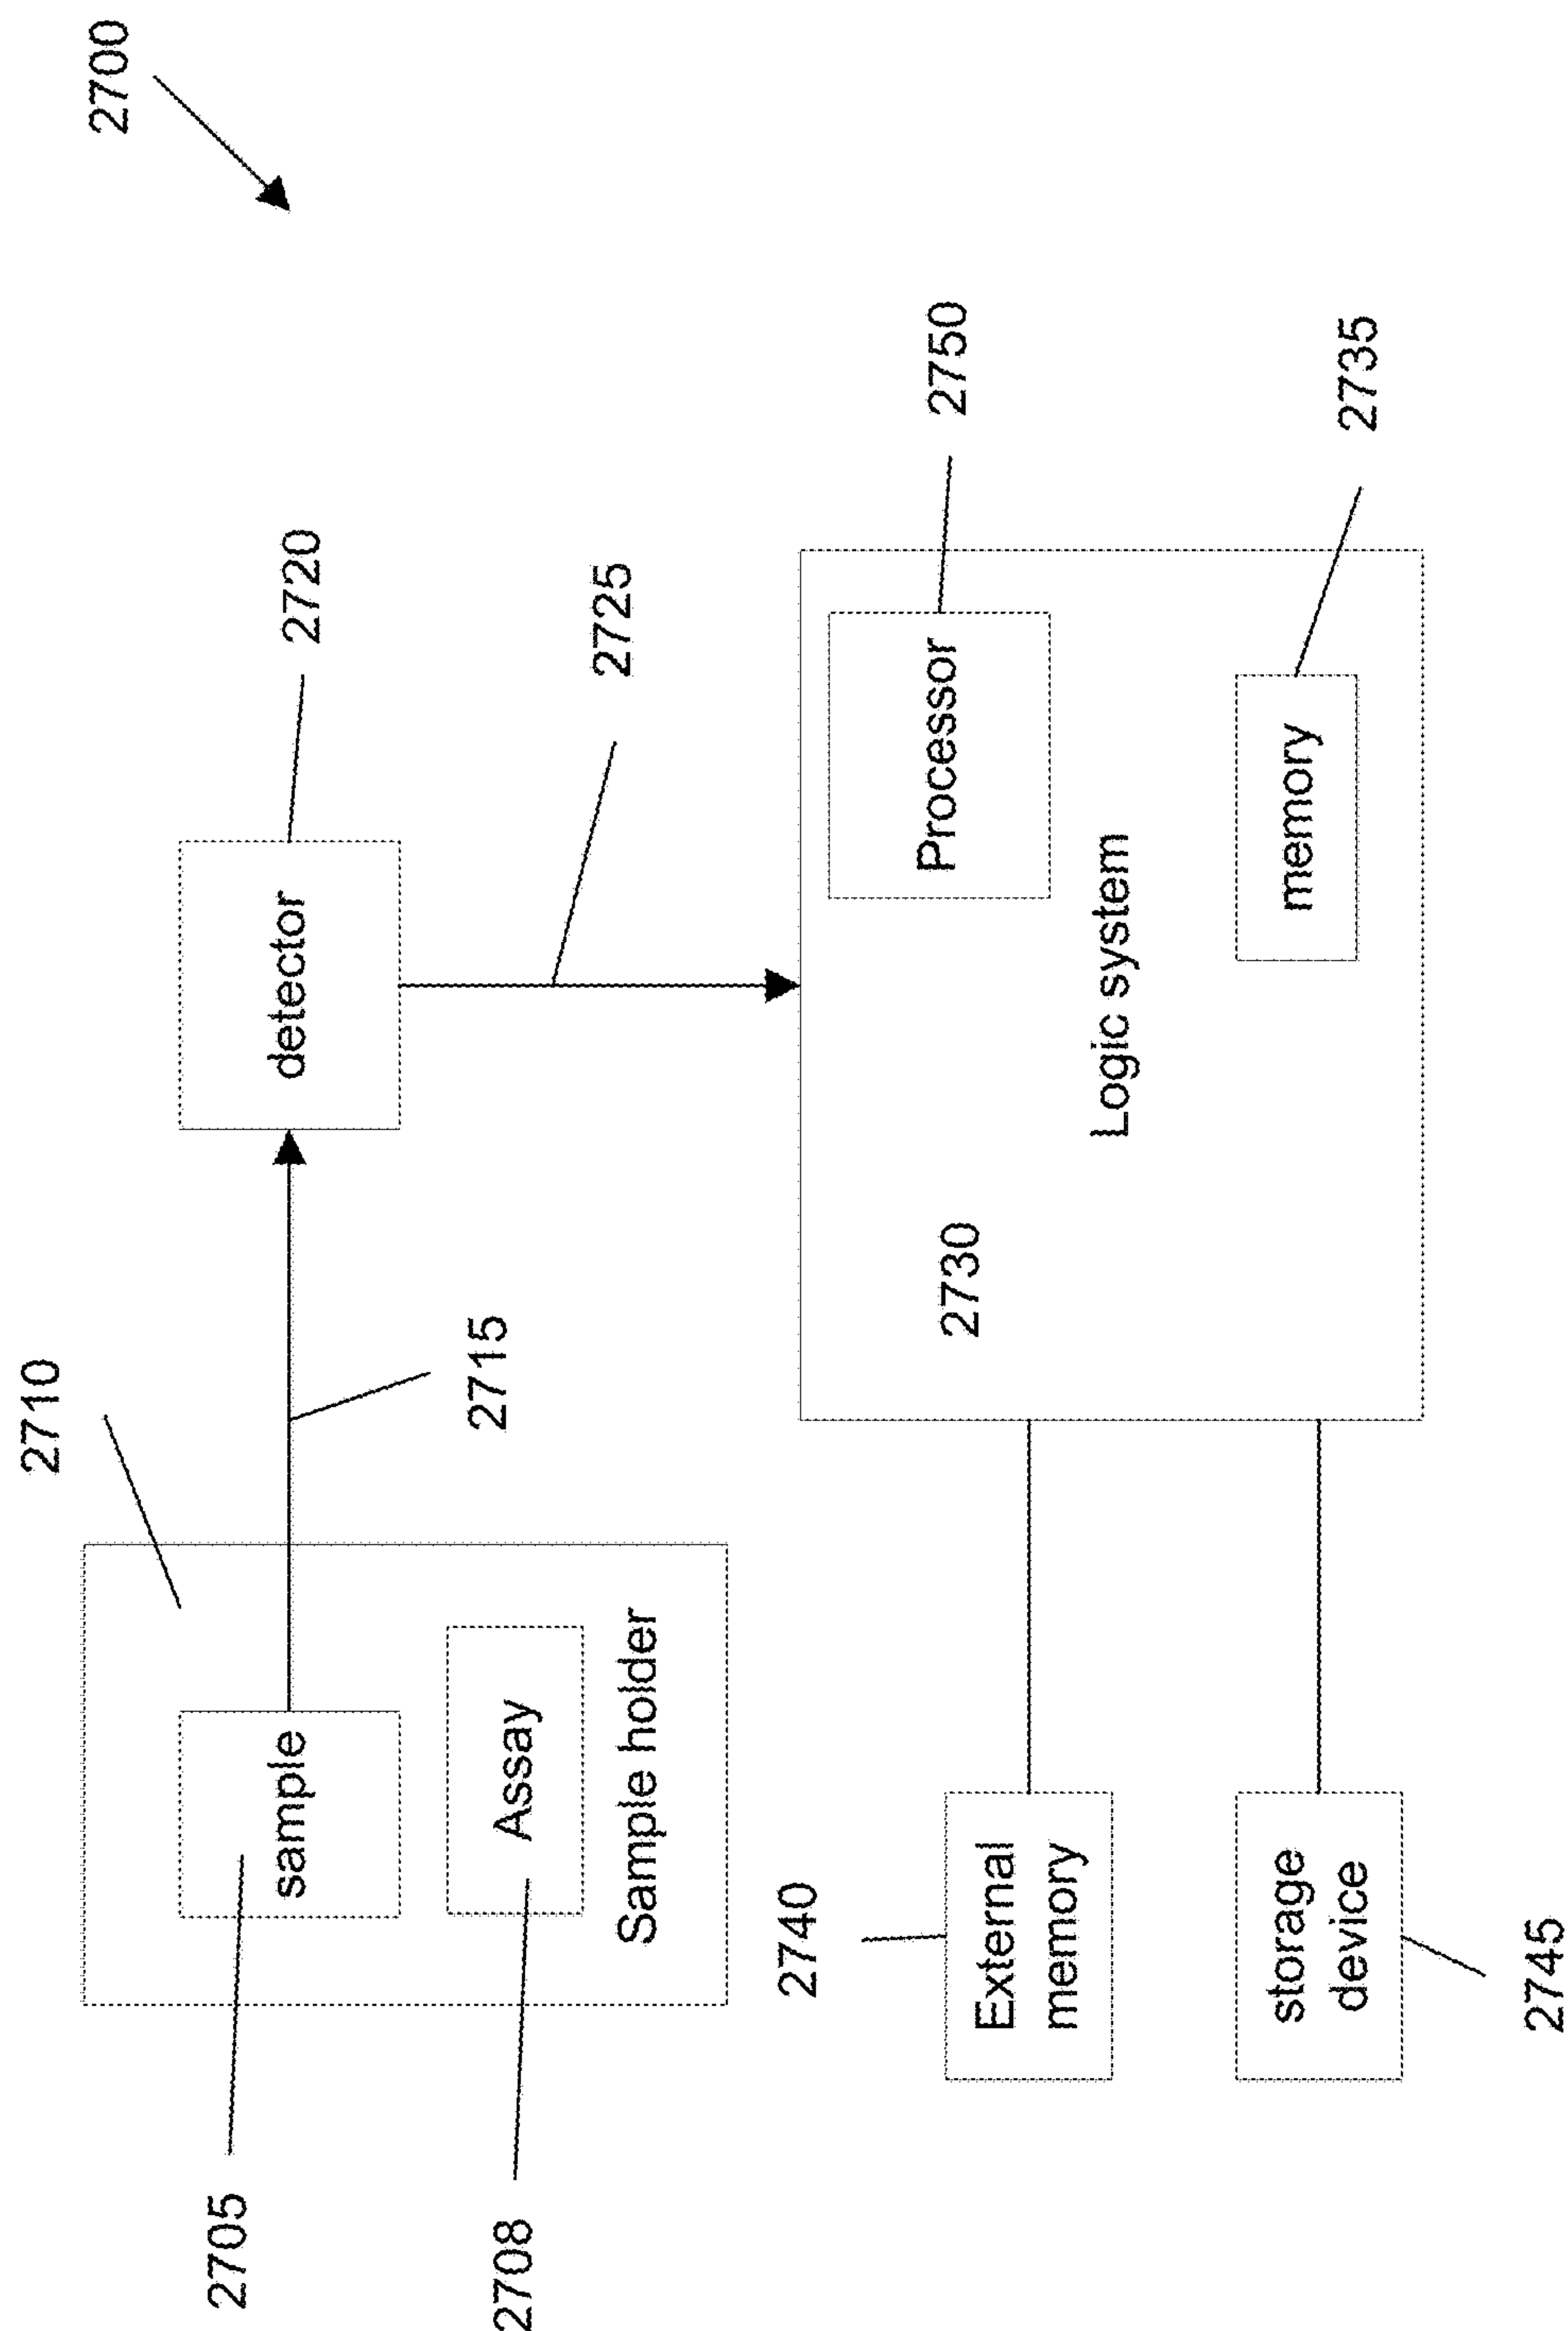 2700
2710
2705
sample
2708
Assay
Sample holder
2715
detector
2720
2725
2730
Logic system
Processor
2750
memory
2735
2740
External
memory
storage
device
2745